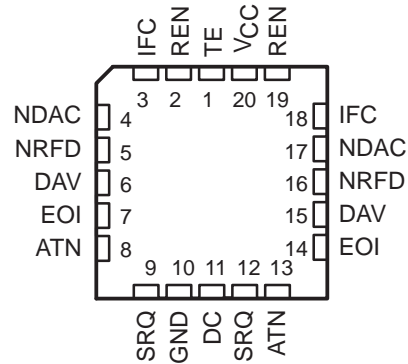 IFC REN TE VCC REN
3 2 1 20 19
NDAC 4 18 IFC
NRFD 5 17 NDAC
DAV 6 16 NRFD
EOI 7 15 DAV
ATN 8 14 EOI
9 10 11 12 13
SRQ GND DC SRQ ATN